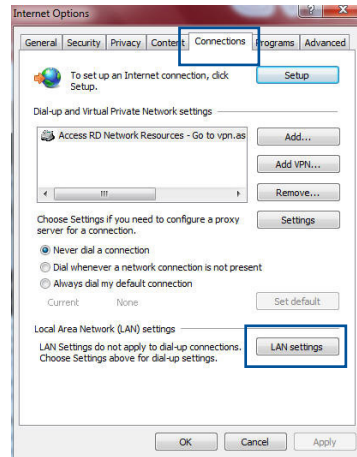 Internet Options
General Security Privacy Content Connections Programs Advanced
To set up an Internet connection, click
Setup.
Setup
Dial-up and Virtual Private Network settings
Access RD Network Resources - Go to vpn.as
Add...
Add VPN...
Remove...
Choose Settings if you need to configure a proxy
server for a connection.
Settings
Never dial a connection
Dial whenever a network connection is not present
Always dial my default connection
Current None
Set default
Local Area Network (LAN) settings
LAN Settings do not apply to dial-up connections.
Choose Settings above for dial-up settings.
LAN settings
OK Cancel Apply